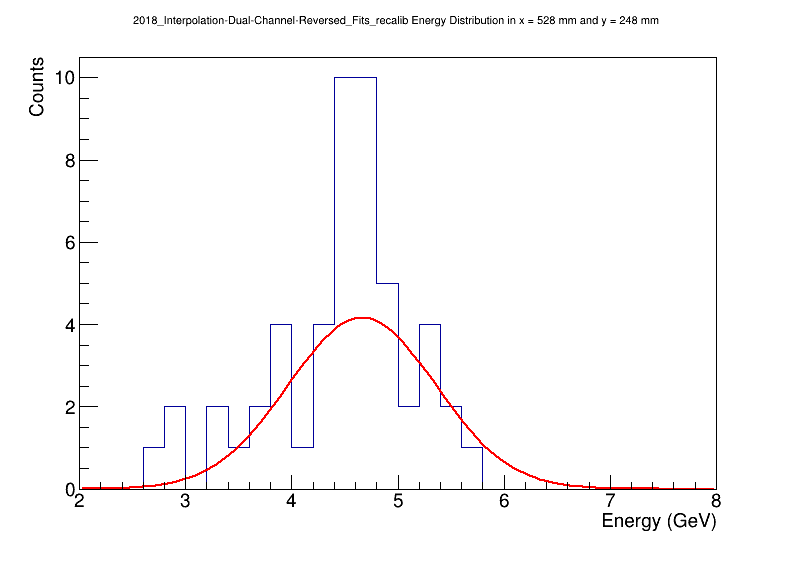 2018_Interpolation-Dual-Channel-Reversed_Fits_recalib Energy Distribution in x = 528 mm and y = 248 mm
Counts
10
8
6
4
2
0
2 3 4 5 6 7 8
Energy (GeV)